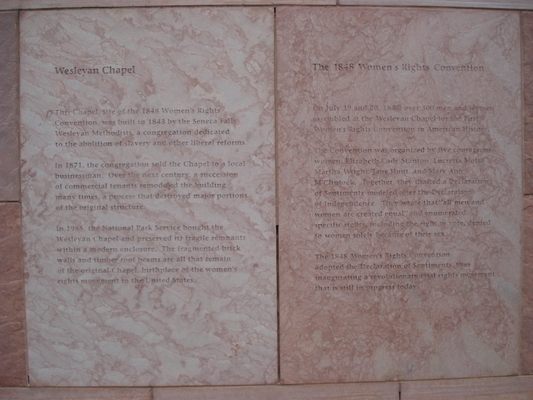 Wesleyan Chapel
This Chapel, site of the 1848 Women's Rights
Convention, was built in 1843 by the Seneca Falls
Wesleyan Methodists, a congregation dedicated
to the abolition of slavery and other liberal reforms.
In 1871, the congregation sold the Chapel to a local
businessman. Over the next century, a succession
of commercial tenants remodeled the building
many times, a process that destroyed major portions
of the original structure.
In 1985, the National Park Service bought the
Wesleyan Chapel and preserved its fragile remnants
within a modern enclosure. The fragmented brick
walls and timber roof beams are all that remain
of the original Chapel, birthplace of the women's
rights movement in the United States.
The 1848 Women's Rights Convention
On July 19 and 20, 1848, over 300 men and women
assembled at the Wesleyan Chapel for the First
Women's Rights Convention in American History.
The Convention was organized by five courageous
women, Elizabeth Cady Stanton, Lucretia Mott,
Martha Wright, Jane Hunt, and Mary Ann
M'Clintock. Together they drafted a Declaration
of Sentiments, modeled after the Declaration
of Independence. They wrote that "all men and
women are created equal" and enumerated
specific rights, including the right to vote, denied
to women solely because of their sex.
The 1848 Women's Rights Convention
adopted the Declaration of Sentiments, thus
inaugurating a revolution in equal rights movement
that is still in progress today.